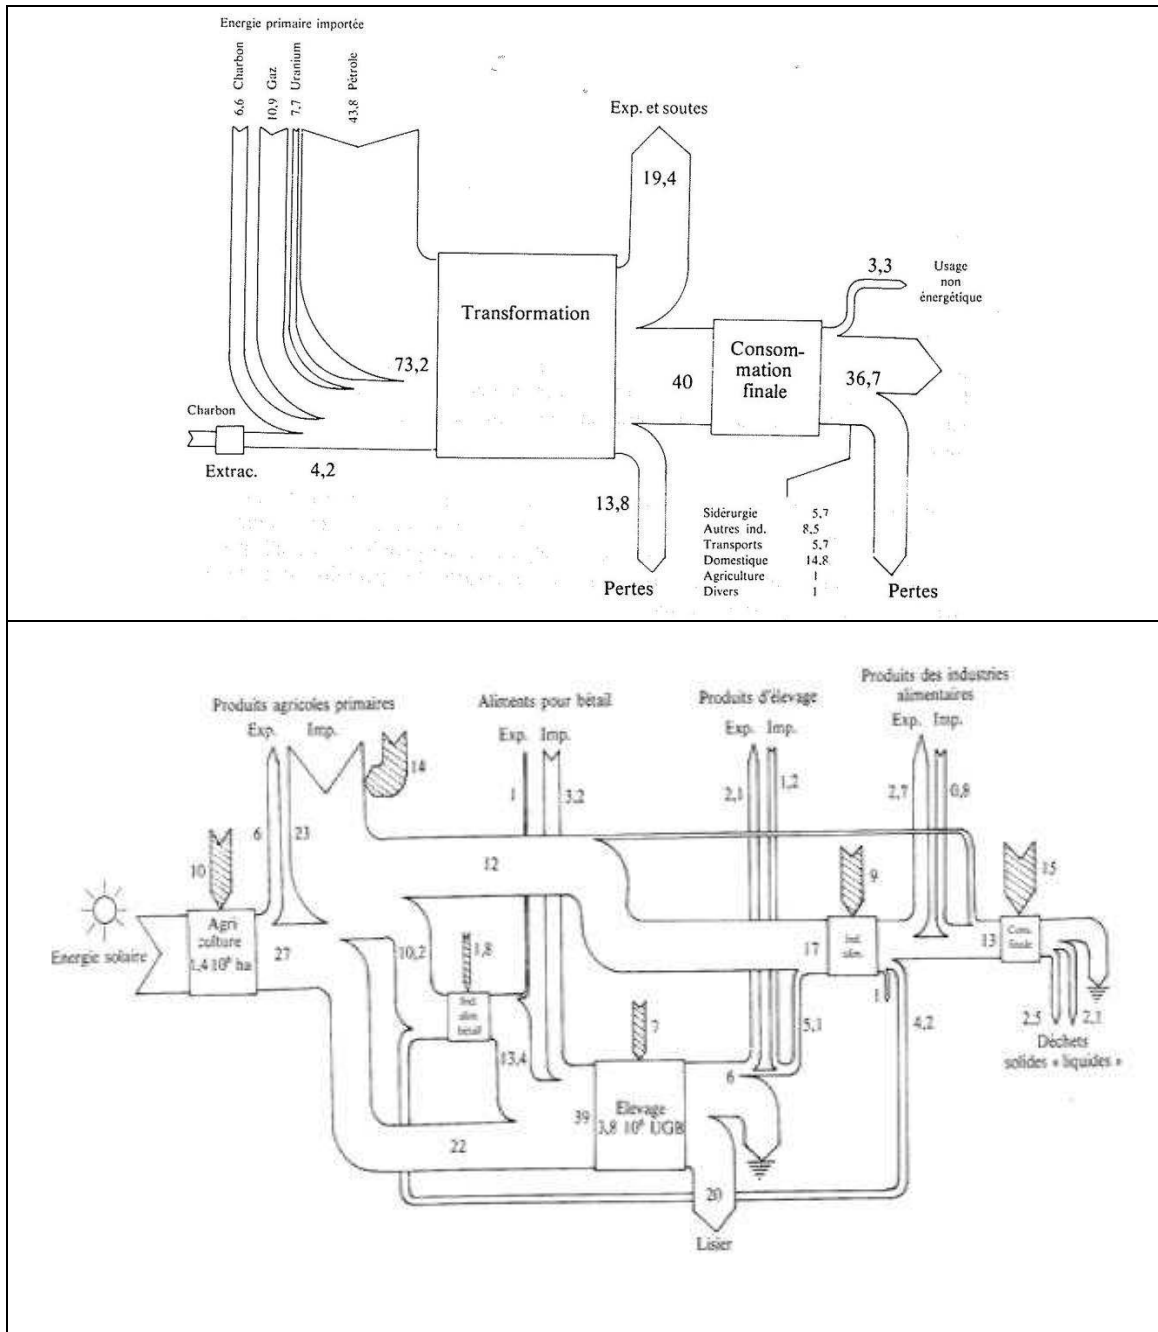 Energie primaire importée
6,6 Charbon
10,9 Gaz
7,7 Uranium
43,8 Pétrole
Exp. et soutes
19,4
3,3
Usage
non
énergétique
Transformation
73,2
40
Consom-
mation
finale
36,7
Charbon
Extrac.
4,2
13,8
Pertes
Sidérurgie 5,7
Autres ind. 8,5
Transports 5,7
Domestique 14,8
Agriculture 1
Divers 1
Pertes
Produits agricoles primaires
Exp. Imp.
Aliments pour bétail
Exp. Imp.
Produits d'élevage
Exp. Imp.
Produits des industries
alimentaires
Exp. Imp.
14
6
23
1
3,2
2,1
1,2
2,7
0,8
10
12
9
15
Energie solaire
Agri
culture
1,4 10⁶ ha
27
10,2
1,8
Ind.
alim.
bétail
13,4
17
Ind.
alim.
13
Cons.
finale
1
2,5
2,1
Déchets
solides « liquides »
7
5,1
4,2
6
39
Elevage
3,8 10⁶ UGB
22
20
Lisier